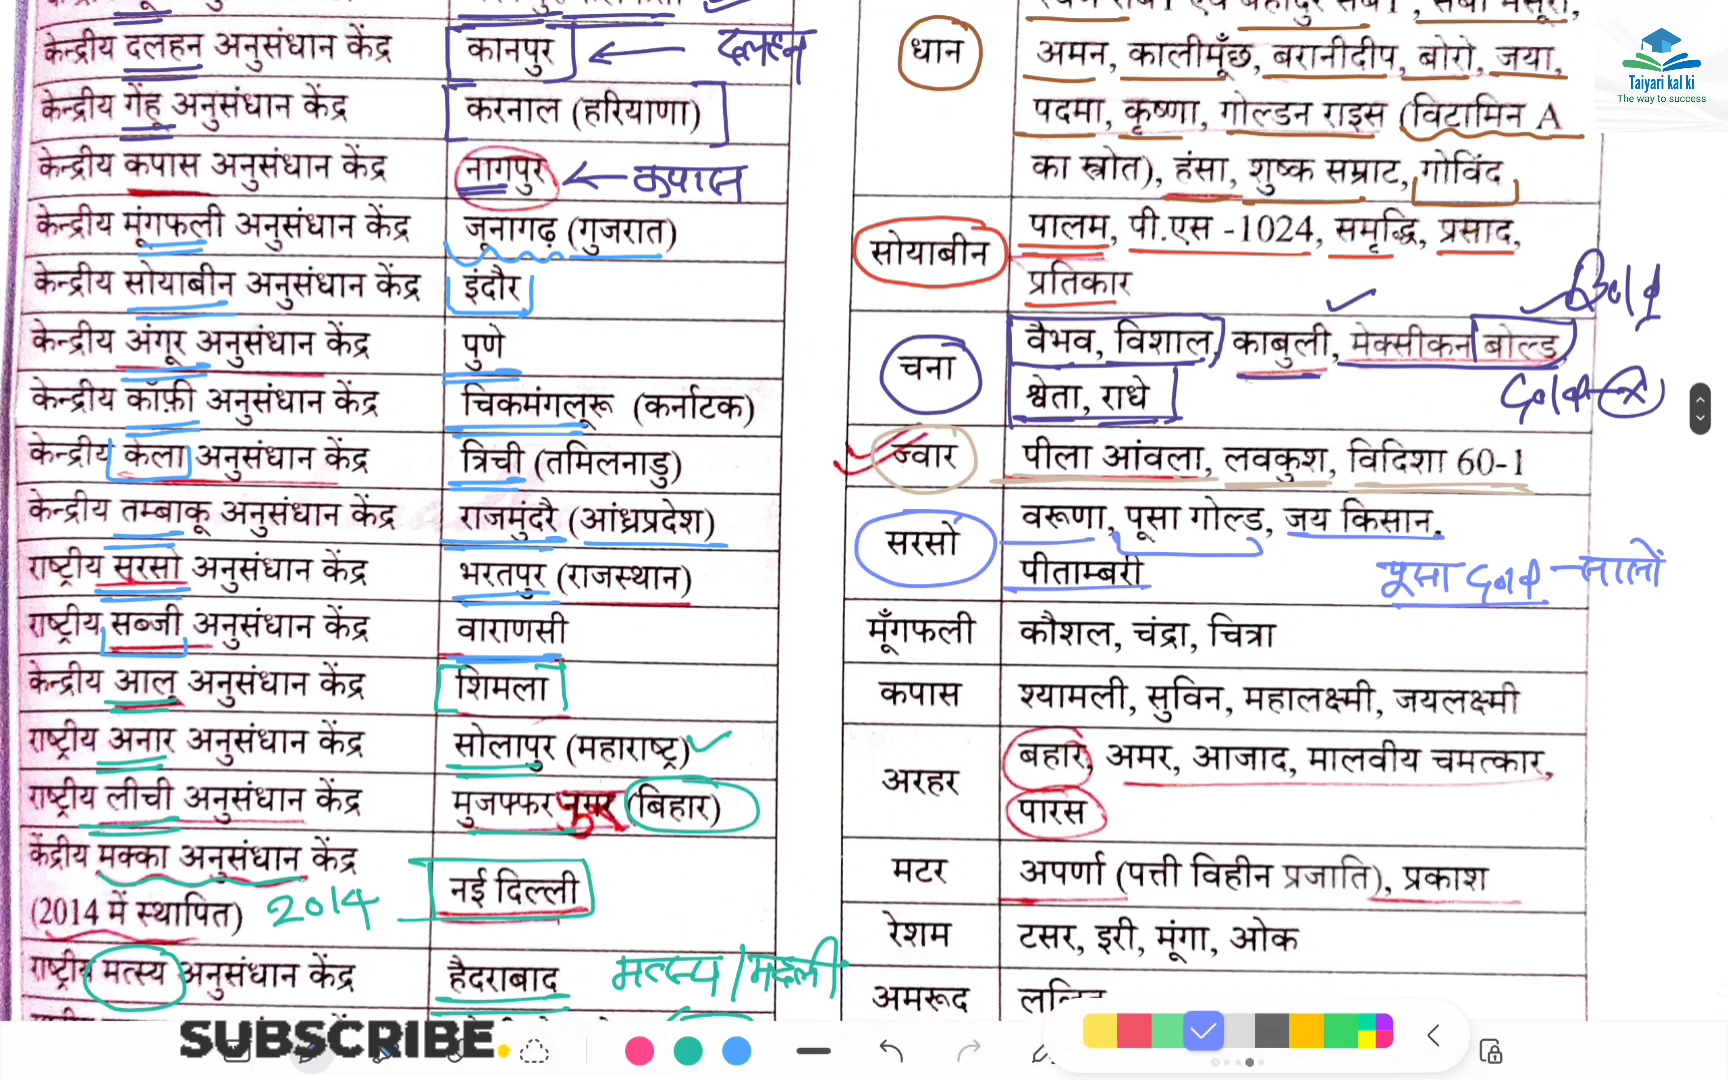 केन्द्रीय दलहन अनुसंधान केंद्र कानपुर दलहन
केन्द्रीय गेंहू अनुसंधान केंद्र करनाल (हरियाणा)
केन्द्रीय कपास अनुसंधान केंद्र नागपुर कपास
केन्द्रीय मूंगफली अनुसंधान केंद्र जूनागढ़ (गुजरात)
केन्द्रीय सोयाबीन अनुसंधान केंद्र इंदौर
केन्द्रीय अंगूर अनुसंधान केंद्र पुणे
केन्द्रीय कॉफ़ी अनुसंधान केंद्र चिकमंगलूरू (कर्नाटक)
केन्द्रीय केला अनुसंधान केंद्र त्रिची (तमिलनाडु)
केन्द्रीय तम्बाकू अनुसंधान केंद्र राजमुंदरै (आंध्रप्रदेश)
राष्ट्रीय सरसो अनुसंधान केंद्र भरतपुर (राजस्थान)
राष्ट्रीय सब्जी अनुसंधान केंद्र वाराणसी
केन्द्रीय आलू अनुसंधान केंद्र शिमला
राष्ट्रीय अनार अनुसंधान केंद्र सोलापुर (महाराष्ट्र)
राष्ट्रीय लीची अनुसंधान केंद्र मुजफ्फर (बिहार)
केंद्रीय मक्का अनुसंधान केंद्र
(2014 में स्थापित) 2014 नई दिल्ली
राष्ट्रीय मत्स्य अनुसंधान केंद्र हैदराबाद मत्स्य/मछली
धान
अमन, कालीमूँछ, बरानीदीप, बोरो, जया,
पदमा, कृष्णा, गोल्डन राइस (विटामिन A
का स्त्रोत), हंसा, शुष्क सम्राट, गोविंद
सोयाबीन पालम, पी.एस -1024, समृद्धि, प्रसाद,
प्रतिकार
चना वैभव, विशाल, काबुली, मेक्सीकन बोल्ड
श्वेता, राधे
ज्वार पीला आंवला, लवकुश, विदिशा 60-1
सरसों वरूणा, पूसा गोल्ड, जय किसान,
पीताम्बरी पूसा
मूँगफली कौशल, चंद्रा, चित्रा
कपास श्यामली, सुविन, महालक्ष्मी, जयलक्ष्मी
अरहर बहार, अमर, आजाद, मालवीय चमत्कार,
पारस
मटर अपर्णा (पत्ती विहीन प्रजाति), प्रकाश
रेशम टसर, इरी, मूंगा, ओक
अमरूद
Taiyari kal ki
The way to success
SUBSCRIBE